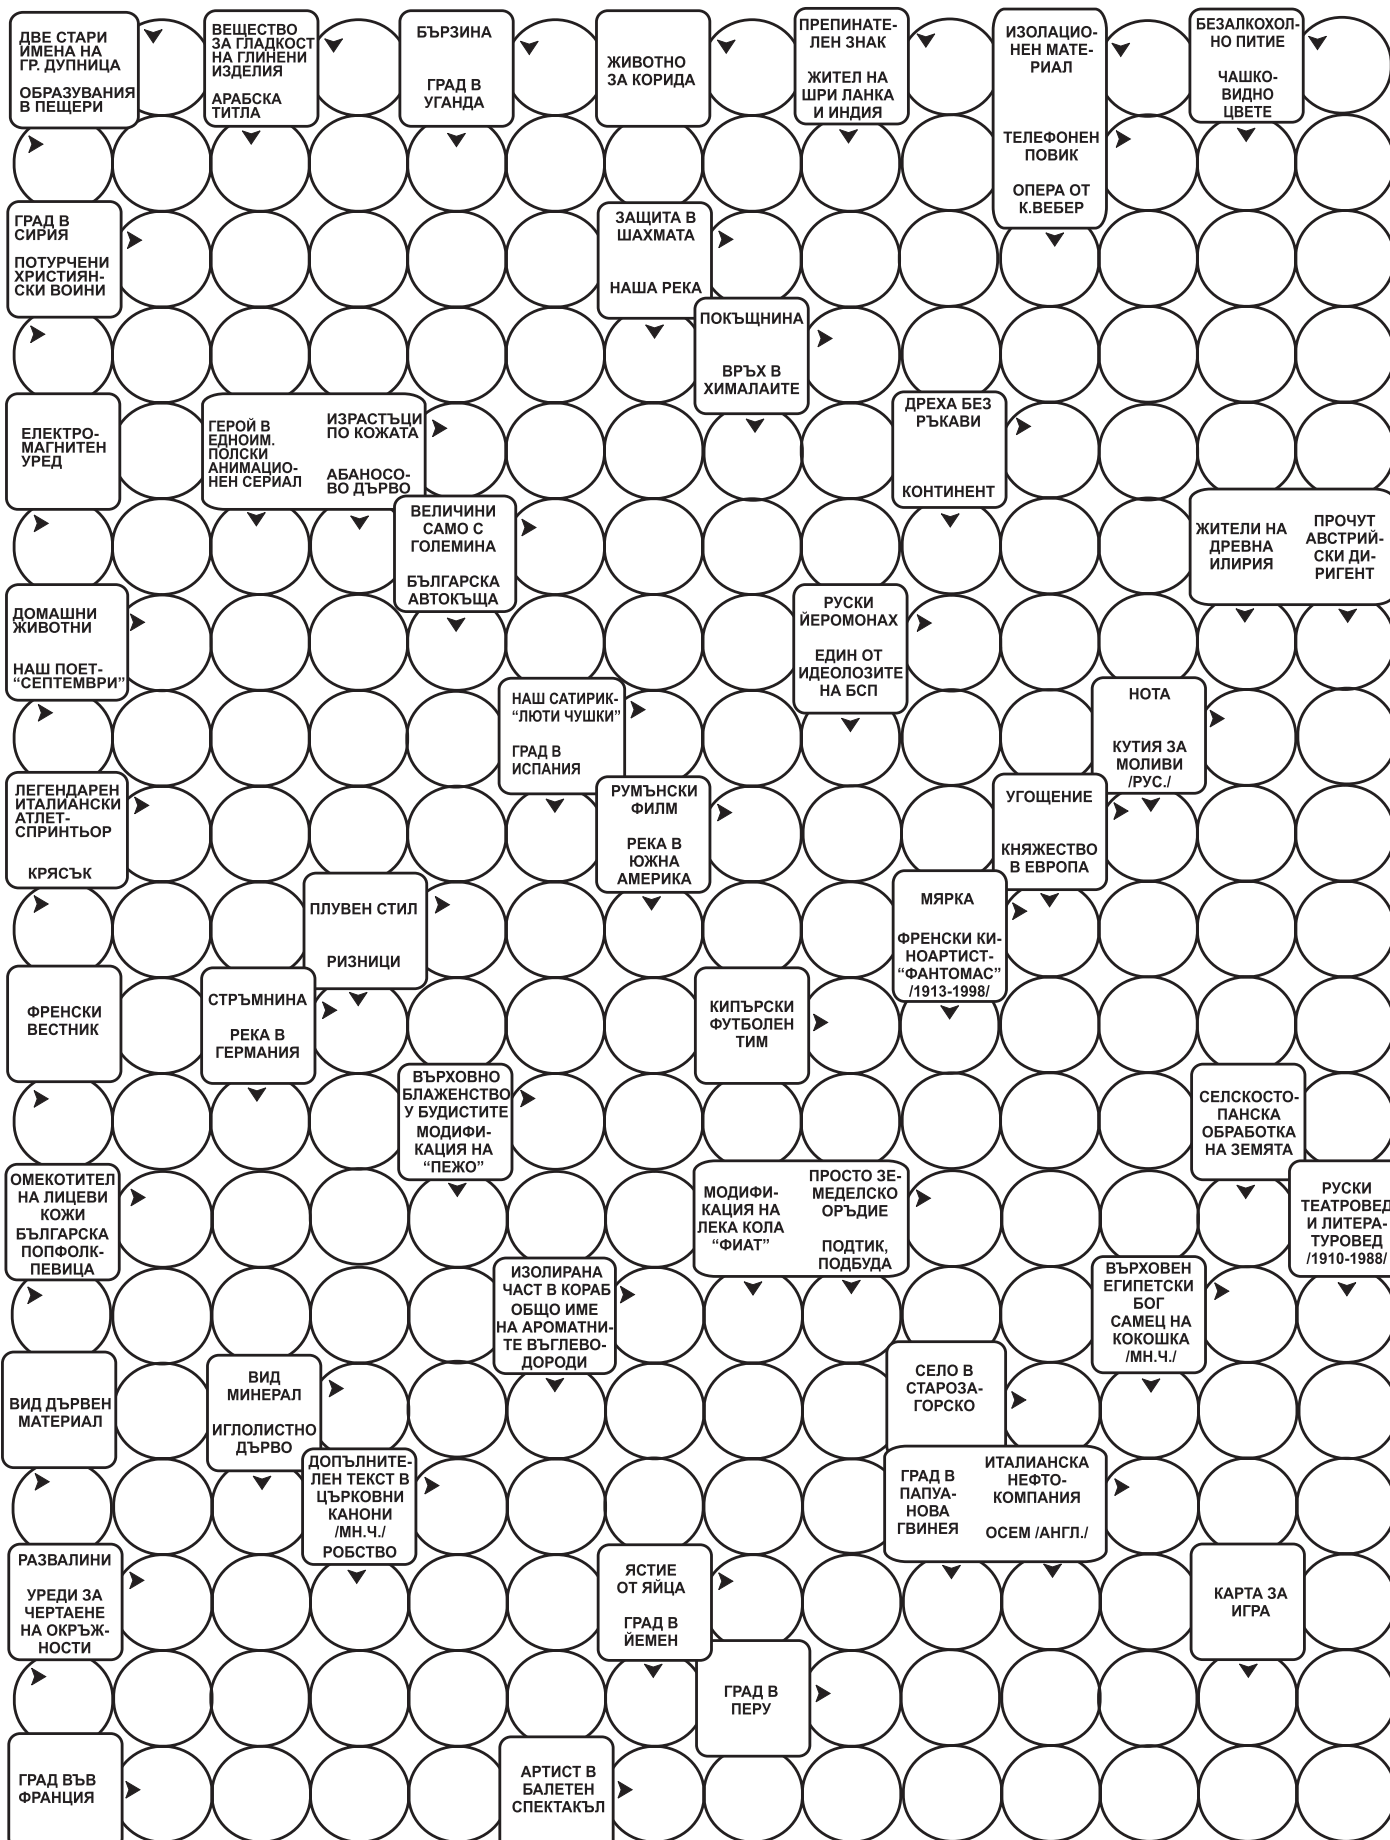 ДВЕ СТАРИ
ИМЕНА НА
ГР. ДУПНИЦА
ОБРАЗУВАНИЯ
В ПЕЩЕРИ
ВЕЩЕСТВО
ЗА ГЛАДКОСТ
НА ГЛИНЕНИ
ИЗДЕЛИЯ
АРАБСКА
ТИТЛА
БЪРЗИНА
ГРАД В
УГАНДА
ЖИВОТНО
ЗА КОРИДА
ПРЕПИНАТЕ-
ЛЕН ЗНАК
ЖИТЕЛ НА
ШРИ ЛАНКА
И ИНДИЯ
ИЗОЛАЦИО-
НЕН МАТЕ-
РИАЛ
ТЕЛЕФОНЕН
ПОВИК
ОПЕРА ОТ
К.ВЕБЕР
БЕЗАЛКОХОЛ-
НО ПИТИЕ
ЧАШКО-
ВИДНО
ЦВЕТЕ
ГРАД В
СИРИЯ
ПОТУРЧЕНИ
ХРИСТИЯН-
СКИ ВОИНИ
ЗАЩИТА В
ШАХМАТА
НАША РЕКА
ПОКЪЩНИНА
ВРЪХ В
ХИМАЛАИТЕ
ЕЛЕКТРО-
МАГНИТЕН
УРЕД
ГЕРОЙ В
ЕДНОИМ.
ПОЛСКИ
АНИМАЦИО-
НЕН СЕРИАЛ
ИЗРАСТЪЦИ
ПО КОЖАТА
АБАНОСО-
ВО ДЪРВО
ДРЕХА БЕЗ
РЪКАВИ
КОНТИНЕНТ
ВЕЛИЧИНИ
САМО С
ГОЛЕМИНА
БЪЛГАРСКА
АВТОКЪЩА
ЖИТЕЛИ НА
ДРЕВНА
ИЛИРИЯ
ПРОЧУТ
АВСТРИЙ-
СКИ ДИ-
РИГЕНТ
ДОМАШНИ
ЖИВОТНИ
НАШ ПОЕТ-
“СЕПТЕМВРИ”
РУСКИ
ЙЕРОМОНАХ
ЕДИН ОТ
ИДЕОЛОЗИТЕ
НА БСП
НАШ САТИРИК-
“ЛЮТИ ЧУШКИ”
ГРАД В
ИСПАНИЯ
НОТА
КУТИЯ ЗА
МОЛИВИ
/РУС./
ЛЕГЕНДАРЕН
ИТАЛИАНСКИ
АТЛЕТ-
СПРИНТЬОР
КРЯСЪК
РУМЪНСКИ
ФИЛМ
РЕКА В
ЮЖНА
АМЕРИКА
УГОЩЕНИЕ
КНЯЖЕСТВО
В ЕВРОПА
ПЛУВЕН СТИЛ
РИЗНИЦИ
МЯРКА
ФРЕНСКИ КИ-
НОАРТИСТ-
“ФАНТОМАС”
/1913-1998/
ФРЕНСКИ
ВЕСТНИК
СТРЪМНИНА
РЕКА В
ГЕРМАНИЯ
КИПЪРСКИ
ФУТБОЛЕН
ТИМ
ВЪРХОВНО
БЛАЖЕНСТВО
У БУДИСТИТЕ
МОДИФИ-
КАЦИЯ НА
“ПЕЖО”
СЕЛСКОСТО-
ПАНСКА
ОБРАБОТКА
НА ЗЕМЯТА
ОМЕКОТИТЕЛ
НА ЛИЦЕВИ
КОЖИ
БЪЛГАРСКА
ПОПФОЛК-
ПЕВИЦА
МОДИФИ-
КАЦИЯ НА
ЛЕКА КОЛА
“ФИАТ”
ПРОСТО ЗЕ-
МЕДЕЛСКО
ОРЪДИЕ
ПОДТИК,
ПОДБУДА
РУСКИ
ТЕАТРОВЕД
И ЛИТЕРА-
ТУРОВЕД
/1910-1988/
ИЗОЛИРАНА
ЧАСТ В КОРАБ
ОБЩО ИМЕ
НА АРОМАТНИ-
ТЕ ВЪГЛЕВО-
ДОРОДИ
ВЪРХОВЕН
ЕГИПЕТСКИ
БОГ
САМЕЦ НА
КОКОШКА
/МН.Ч./
ВИД ДЪРВЕН
МАТЕРИАЛ
ВИД
МИНЕРАЛ
ИГЛОЛИСТНО
ДЪРВО
СЕЛО В
СТАРОЗА-
ГОРСКО
ДОПЪЛНИТЕ-
ЛЕН ТЕКСТ В
ЦЪРКОВНИ
КАНОНИ
/МН.Ч./
РОБСТВО
ГРАД В
ПАПУА-
НОВА
ГВИНЕЯ
ИТАЛИАНСКА
НЕФТО-
КОМПАНИЯ
ОСЕМ /АНГЛ./
РАЗВАЛИНИ
УРЕДИ ЗА
ЧЕРТАЕНЕ
НА ОКРЪЖ-
НОСТИ
ЯСТИЕ
ОТ ЯЙЦА
ГРАД В
ЙЕМЕН
КАРТА ЗА
ИГРА
ГРАД В
ПЕРУ
ГРАД ВЪВ
ФРАНЦИЯ
АРТИСТ В
БАЛЕТЕН
СПЕКТАКЪЛ